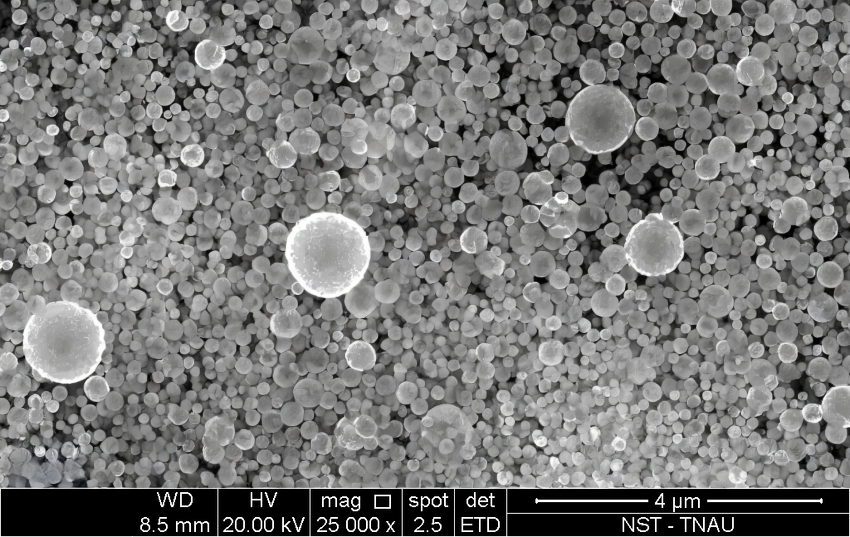 WD HV mag □ spot det 4 µm
8.5 mm 20.00 kV 25 000 x 2.5 ETD NST - TNAU